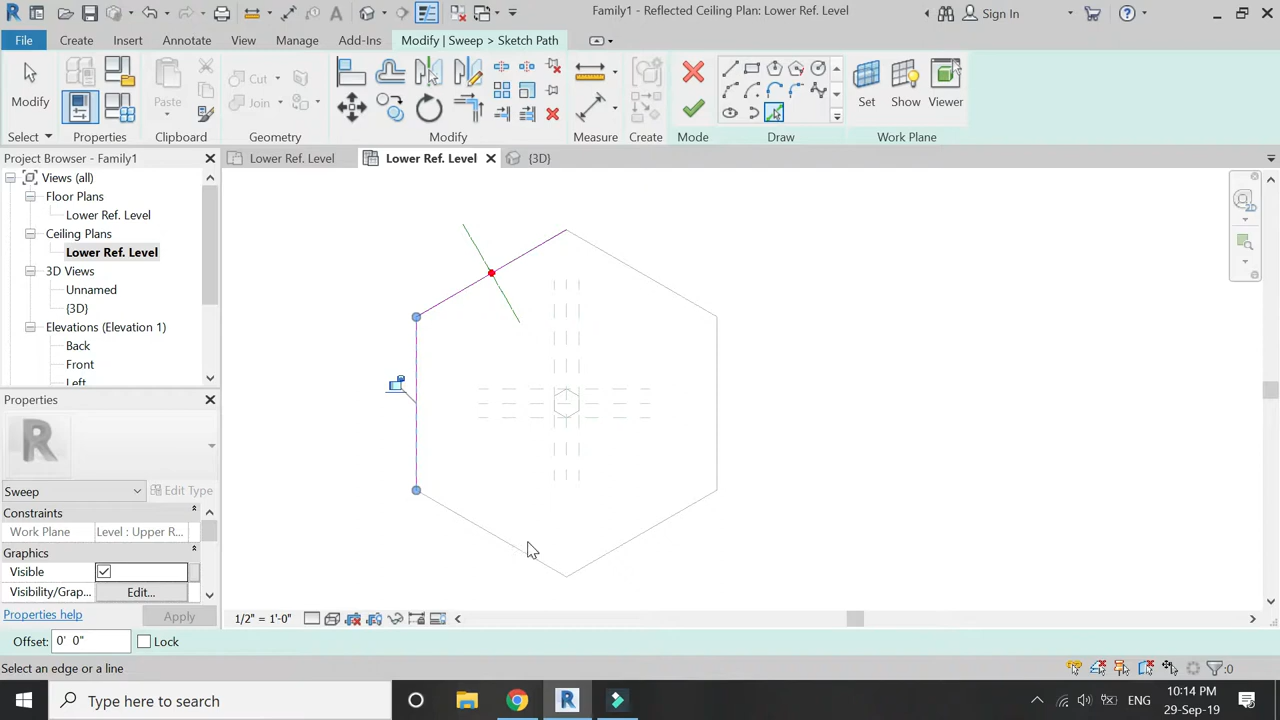 Family1 - Reflected Ceiling Plan: Lower Ref. Level
Sign In
File
Create
Insert
Annotate
View
Manage
Add-Ins
Modify | Sweep > Sketch Path
Modify
Paste
Cut
Join
Set
Show
Viewer
Select
Properties
Clipboard
Geometry
Modify
Measure
Create
Mode
Draw
Work Plane
Project Browser - Family1
Lower Ref. Level
Lower Ref. Level
{3D}
Views (all)
Floor Plans
Lower Ref. Level
Ceiling Plans
Lower Ref. Level
3D Views
Unnamed
{3D}
Elevations (Elevation 1)
Back
Front
Left
Properties
R
Sweep
Edit Type
Constraints
Work Plane
Level : Upper R...
Graphics
Visible
Visibility/Grap...
Edit...
Properties help
Apply
1/2" = 1'-0"
Offset: 0' 0"
Lock
Select an edge or a line
:0
Type here to search
ENG
10:14 PM
29-Sep-19